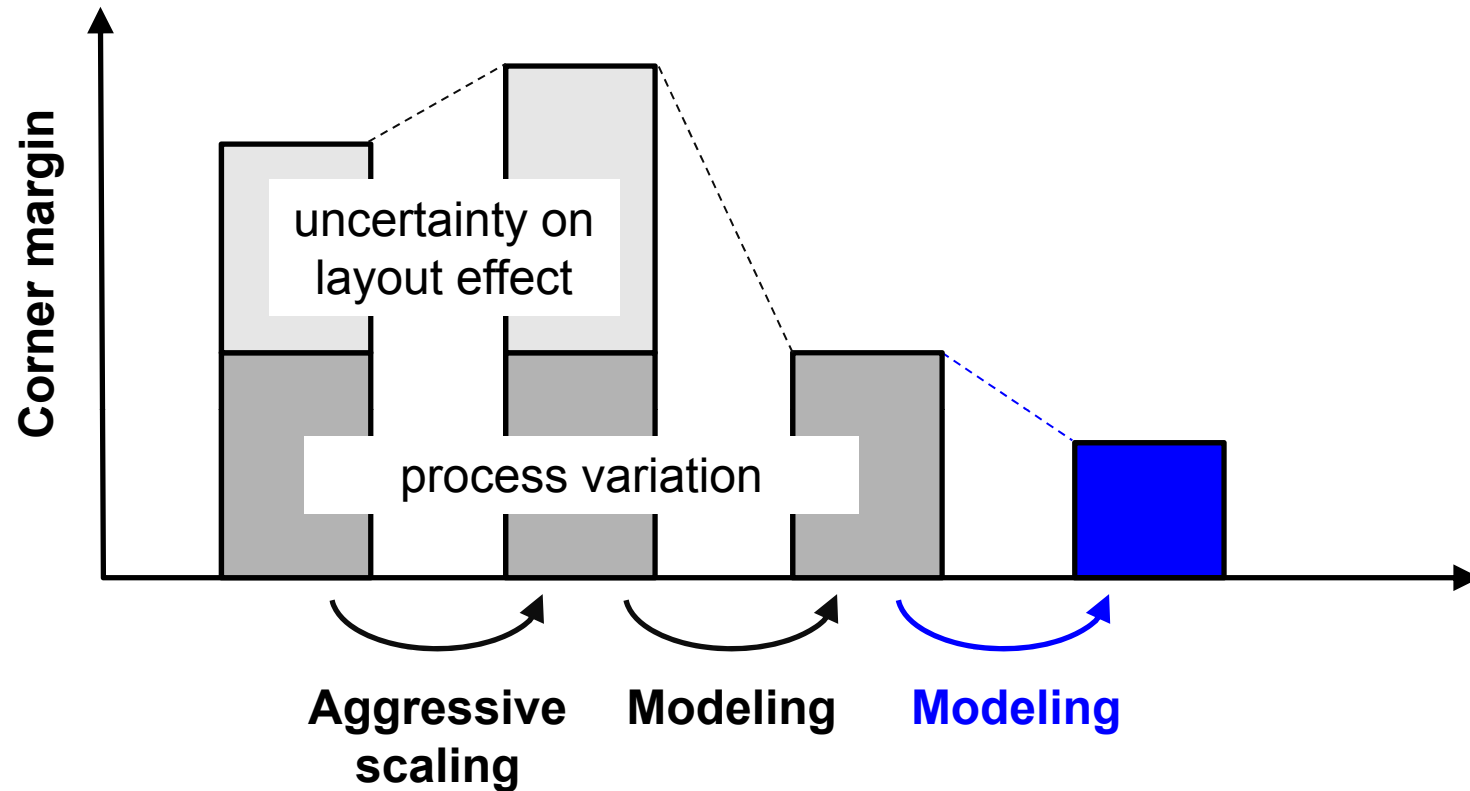 Corner margin
uncertainty on
layout effect
process variation
Aggressive
scaling
Modeling
Modeling